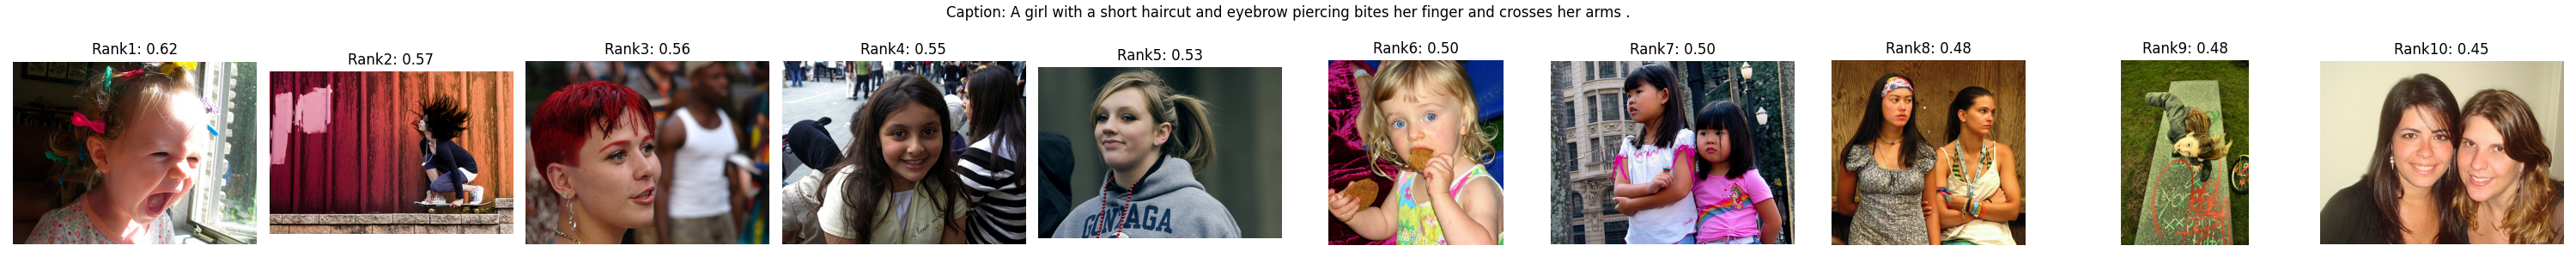 Caption: A girl with a short haircut and eyebrow piercing bites her finger and crosses her arms .
Rank1: 0.62
Rank2: 0.57
Rank3: 0.56
Rank4: 0.55
Rank5: 0.53
Rank6: 0.50
Rank7: 0.50
Rank8: 0.48
Rank9: 0.48
Rank10: 0.45